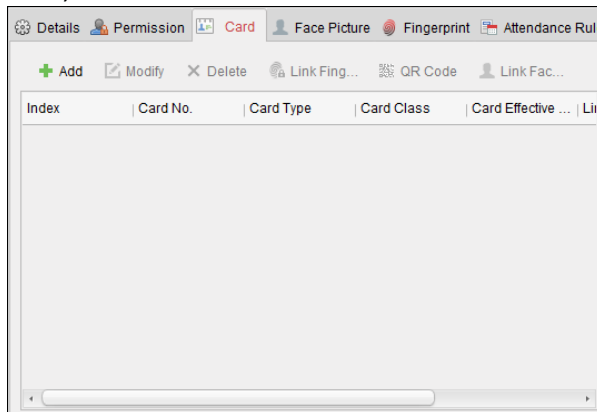 Details Permission Card Face Picture Fingerprint Attendance Rul
Add Modify Delete Link Fing... QR Code Link Fac...
Index Card No. Card Type Card Class Card Effective ... Lin